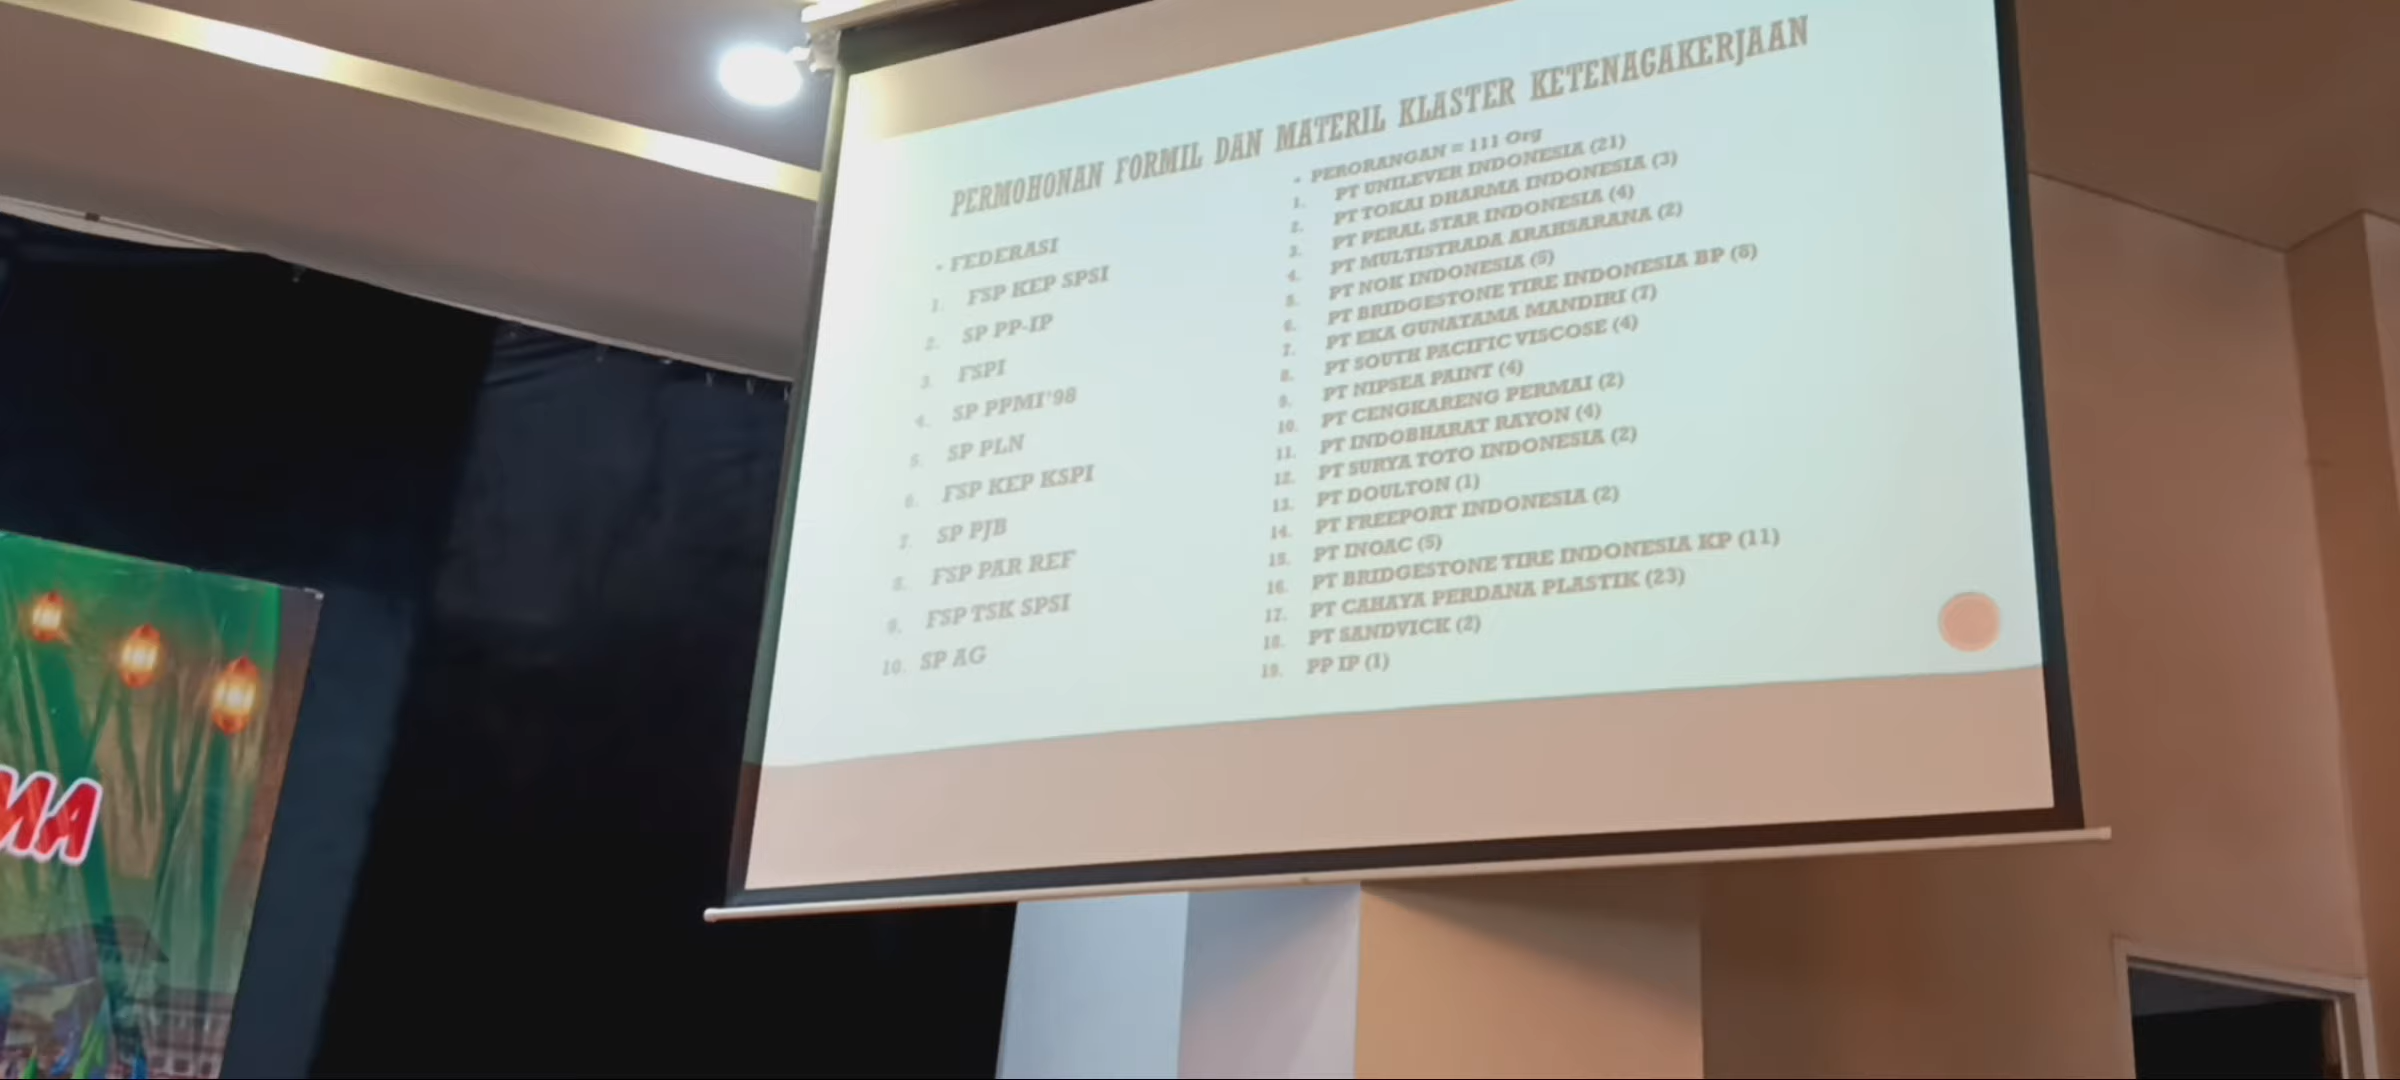 PERMOHONAN FORMIL DAN MATERIL KLASTER KETENAGAKERJAAN
• FEDERASI
1. FSP KEP SPSI
2. SP PP-IP
3. FSPI
4. SP PPMI'98
5. SP PLN
6. FSP KEP KSPI
7. SP PJB
8. FSP PAR REF
9. FSP TSK SPSI
10. SP AG
• PERORANGAN = 111 Org
1. PT UNILEVER INDONESIA (21)
2. PT TOKAI DHARMA INDONESIA (3)
3. PT PERAL STAR INDONESIA (4)
4. PT MULTISTRADA ARAHSARANA (2)
5. PT NOK INDONESIA (5)
6. PT BRIDGESTONE TIRE INDONESIA BP
7. PT EKA GUNATAMA MANDIRI (7)
8. PT SOUTH PACIFIC VISCOSE (4)
9. PT NIPSEA PAINT (4)
10. PT CENGKARENG PERMAI (2)
11. PT INDOBHARAT RAYON (4)
12. PT SURYA TOTO INDONESIA (2)
13. PT DOULTON (1)
14. PT FREEPORT INDONESIA (2)
15. PT INOAC (5)
16. PT BRIDGESTONE TIRE INDONESIA KP (11)
17. PT CAHAYA PERDANA PLASTIK (23)
18. PT SANDVICK (2)
19. PP IP (1)